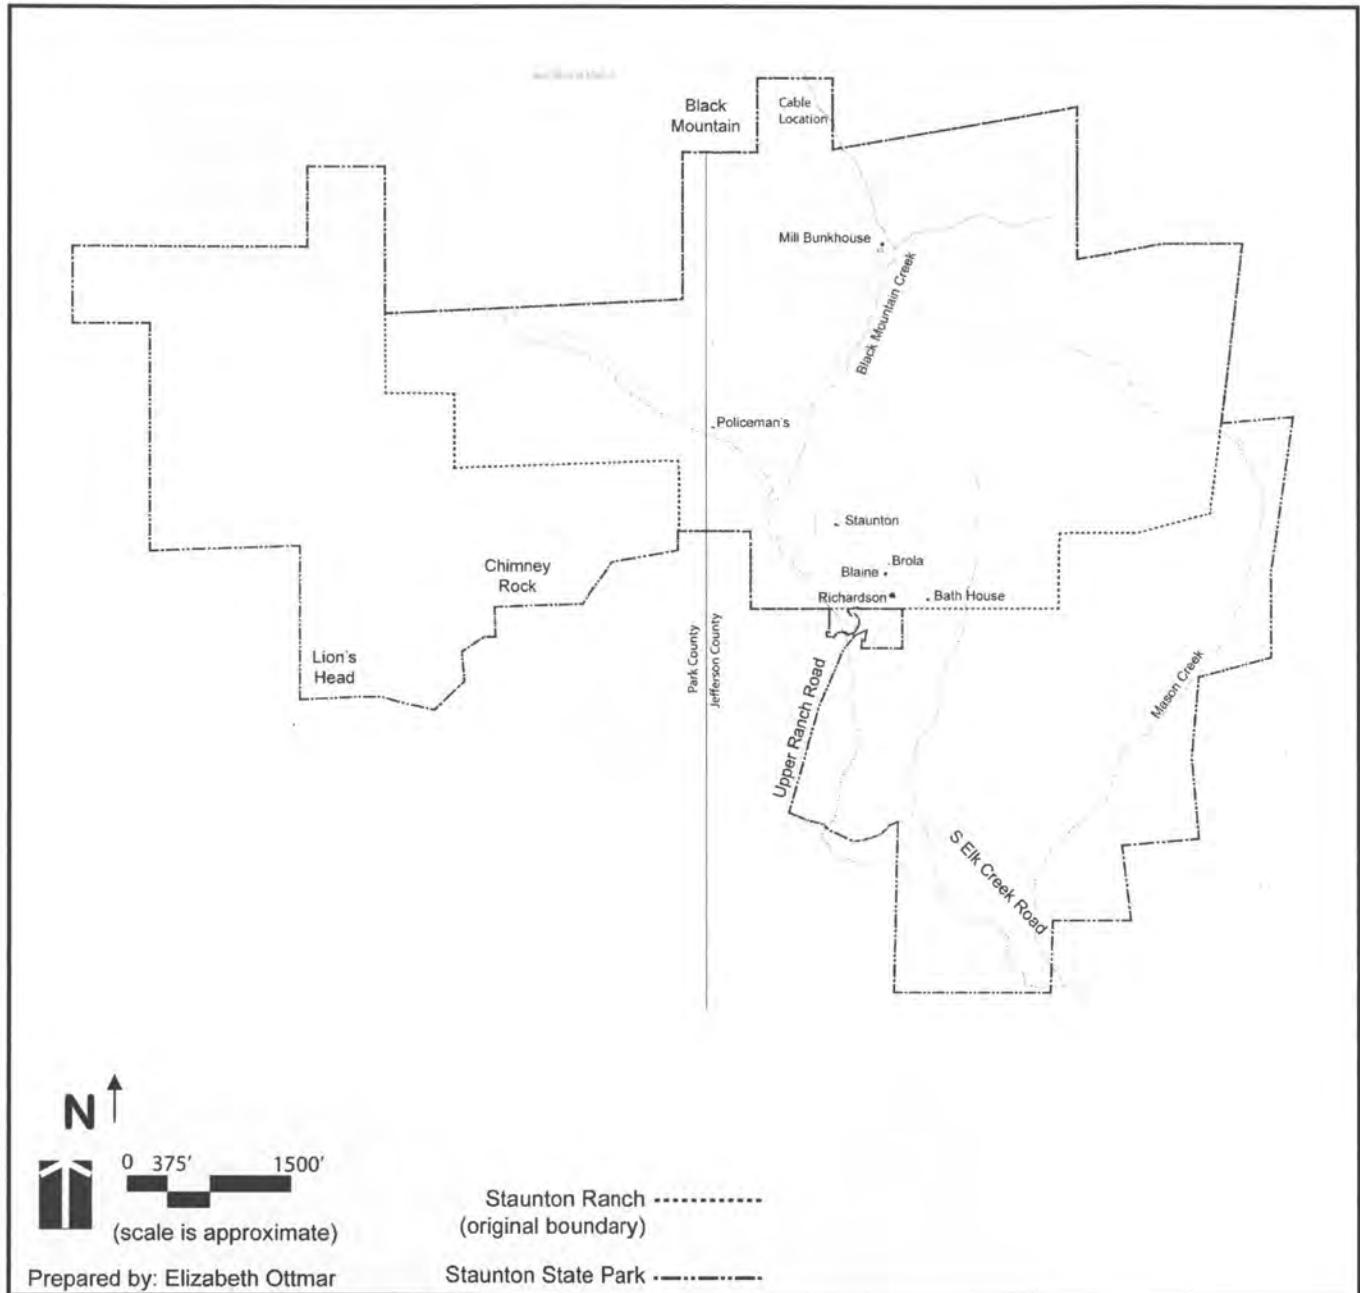 Black
Mountain
Cable
Location
Mill Bunkhouse
Black Mountain Creek
Policeman's
Staunton
Brola
Blaine
Richardson
Bath House
Chimney
Rock
Lion's
Head
Park County
Jefferson County
Upper Ranch Road
Mason Creek
S Elk Creek Road
N
0 375' 1500'
(scale is approximate)
Prepared by: Elizabeth Ottmar
Staunton Ranch
(original boundary)
Staunton State Park